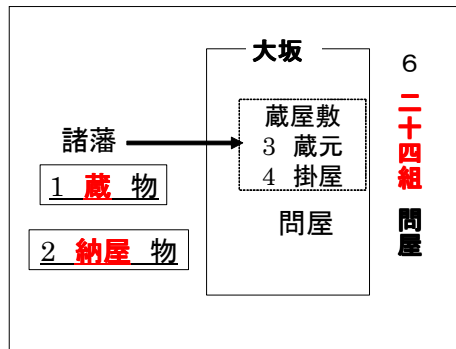 大坂
諸藩
1 蔵 物
2 納屋 物
蔵屋敷
3 蔵元
4 掛屋
問屋
6 二十四組 問屋